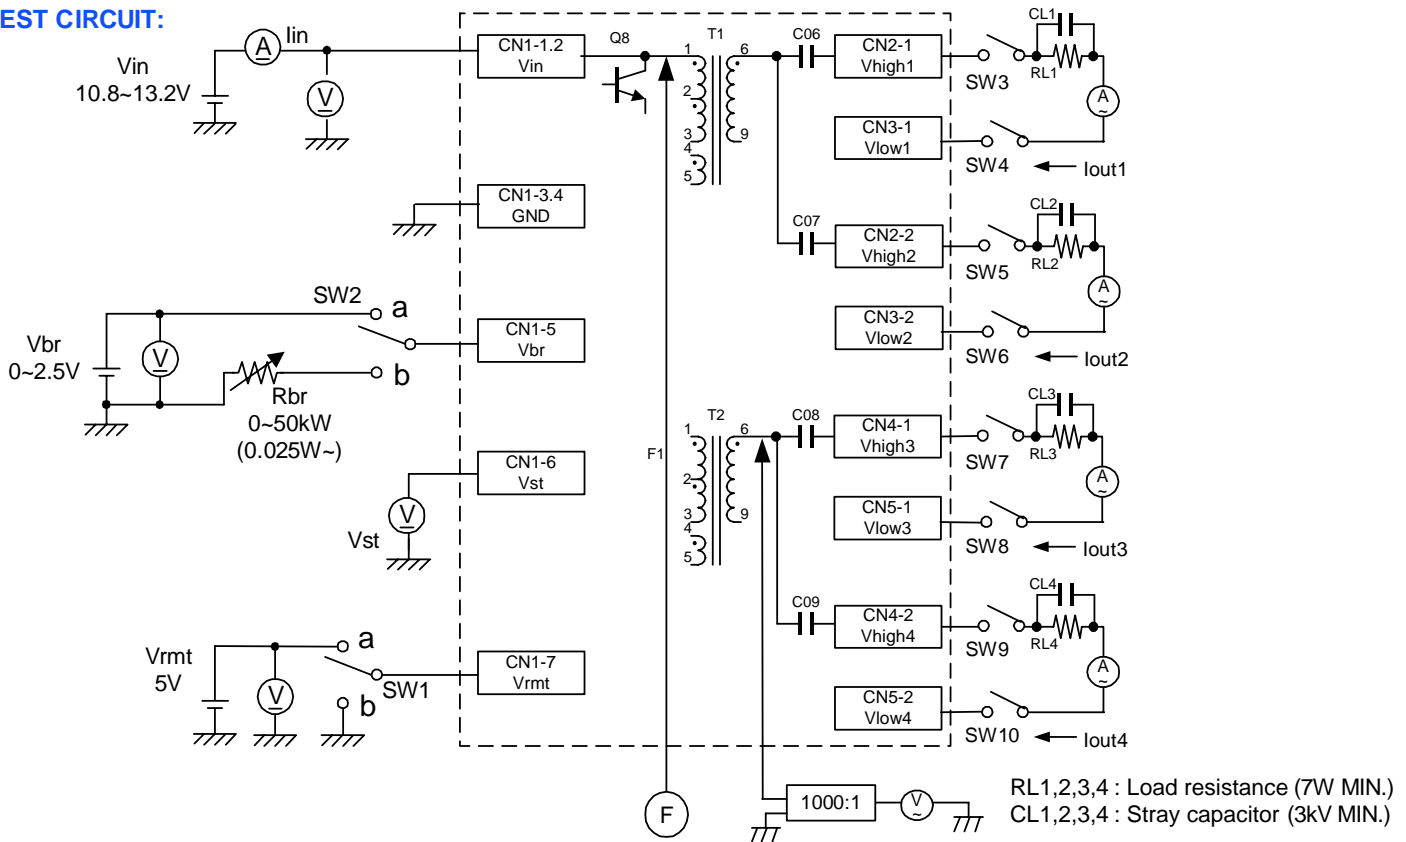 EST CIRCUIT:
Vin
10.8~13.2V
A
Iin
V
CN1-1.2
Vin
Q8
T1
1
2
3
4
5
6
9
C06
CN2-1
Vhigh1
SW3
CL1
RL1
A
~
CN3-1
Vlow1
SW4
Iout1
CN1-3.4
GND
C07
CN2-2
Vhigh2
SW5
CL2
RL2
A
~
CN3-2
Vlow2
SW6
Iout2
Vbr
0~2.5V
V
SW2
a
b
Rbr
0~50kW
(0.025W~)
CN1-5
Vbr
F1
T2
1
2
3
4
5
6
9
C08
CN4-1
Vhigh3
SW7
CL3
RL3
A
~
CN5-1
Vlow3
SW8
Iout3
Vst
V
CN1-6
Vst
C09
CN4-2
Vhigh4
SW9
CL4
RL4
A
~
CN5-2
Vlow4
SW10
Iout4
Vrmt
5V
V
a
b
SW1
CN1-7
Vrmt
F
1000:1
V
~
RL1,2,3,4 : Load resistance (7W MIN.)
CL1,2,3,4 : Stray capacitor (3kV MIN.)